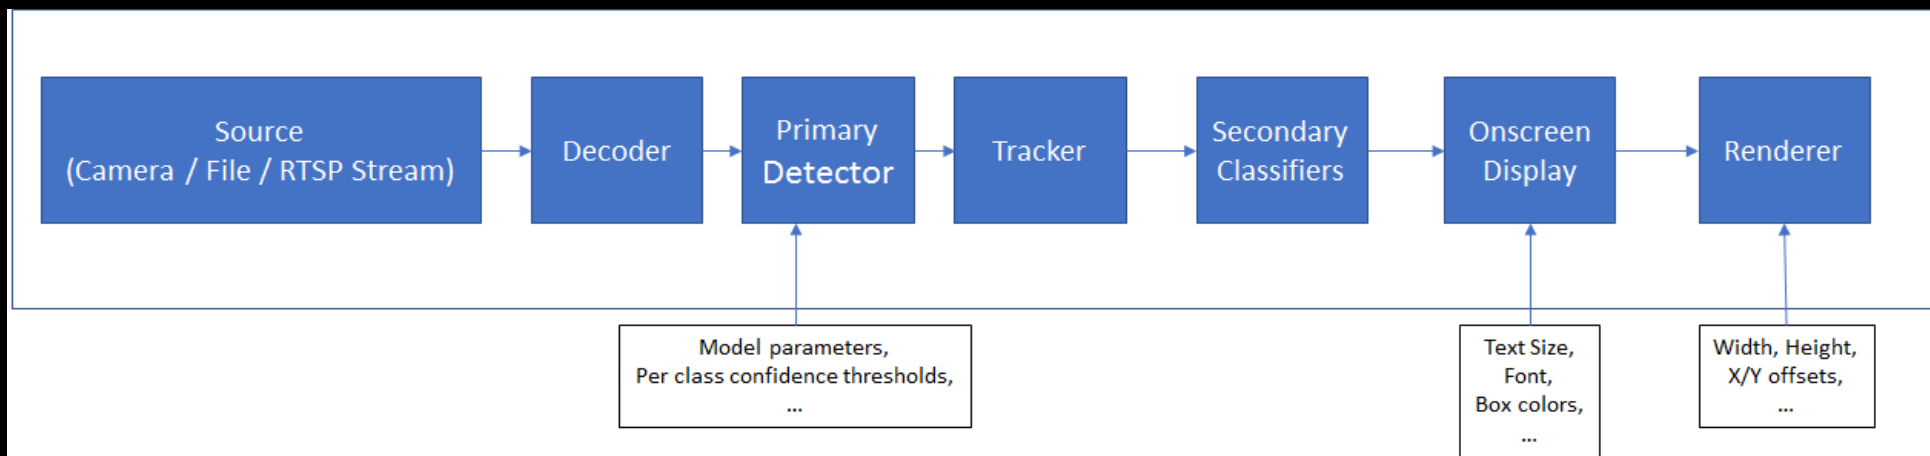 Source
(Camera / File / RTSP Stream)
Decoder
Primary
Detector
Tracker
Secondary
Classifiers
Onscreen
Display
Renderer
Model parameters,
Per class confidence thresholds,
...
Text Size,
Font,
Box colors,
...
Width, Height,
X/Y offsets,
...